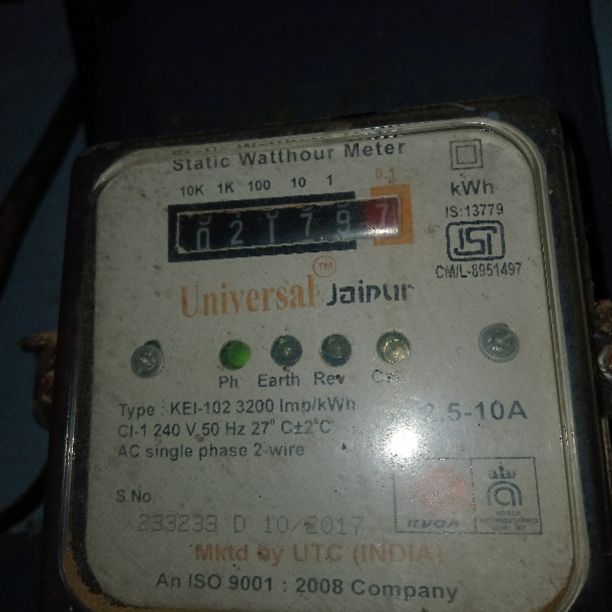 Static Watthour Meter
10K 1K 100 10 1 0.1
0 2 1 7 9 7
kWh
IS:13779
ISI
CM/L-8951497
Universal™ Jaipur
Ph Earth Rev Cal
Type : KEI-102 3200 Imp/kWh
2.5-10A
Cl-1 240 V 50 Hz 27° C±2°C
AC single phase 2-wire
S.No
233233 D 10/2017
Mktd by UTC (INDIA)
An ISO 9001 : 2008 Company